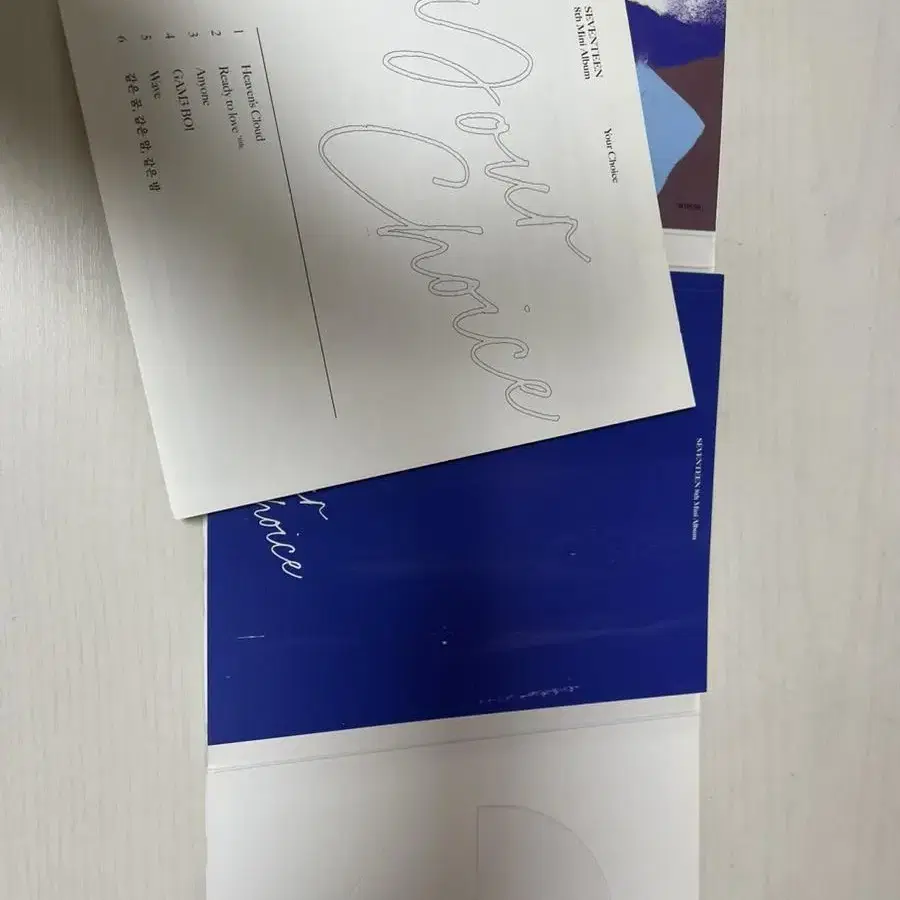 SEVENTEEN
8th Mini Album
Your Choice
Your
Choice
1 Heaven's Cloud
2 Ready to love
3 Anyone
4 GAM3 BO1
5 Wave
6 같은 꿈, 같은 맘, 같은 밤
SEVENTEEN 8th Mini Album
ur
Choice